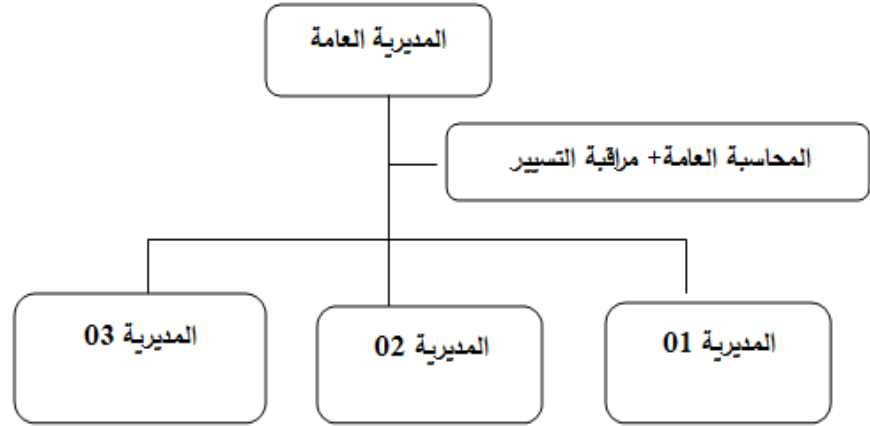 المديرية العامة
المحاسبة العامة+ مراقبة التسيير
المديرية 01
المديرية 02
المديرية 03